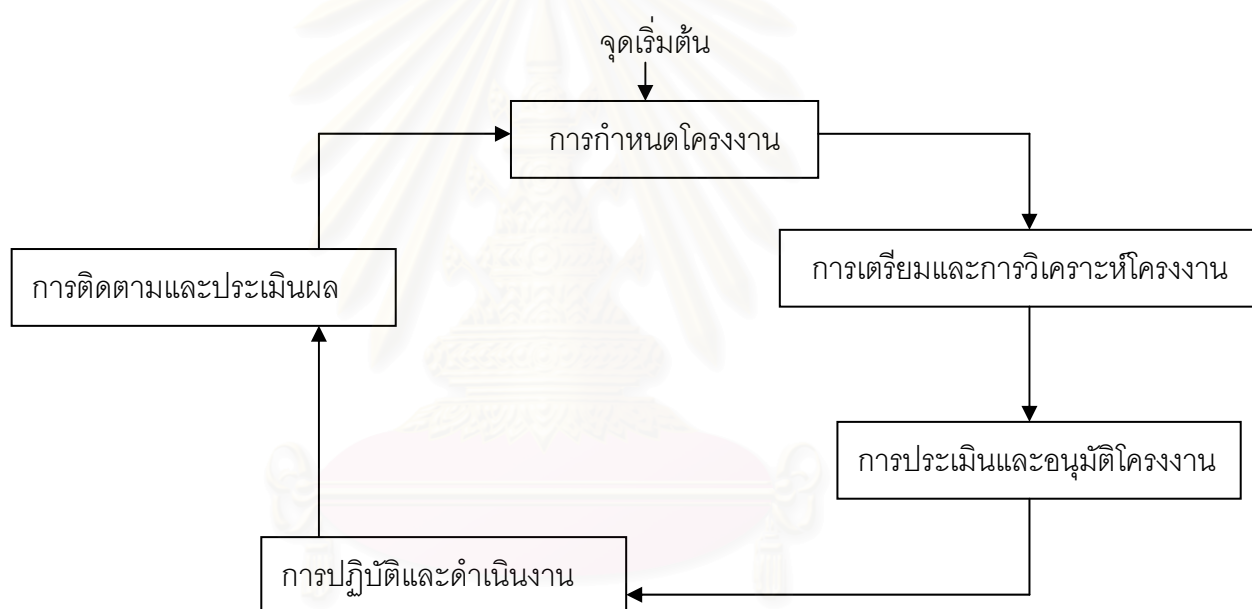 จุดเริ่มต้น
การกำหนดโครงงาน
การเตรียมและการวิเคราะห์โครงงาน
การประเมินและอนุมัติโครงงาน
การปฏิบัติและดำเนินงาน
การติดตามและประเมินผล